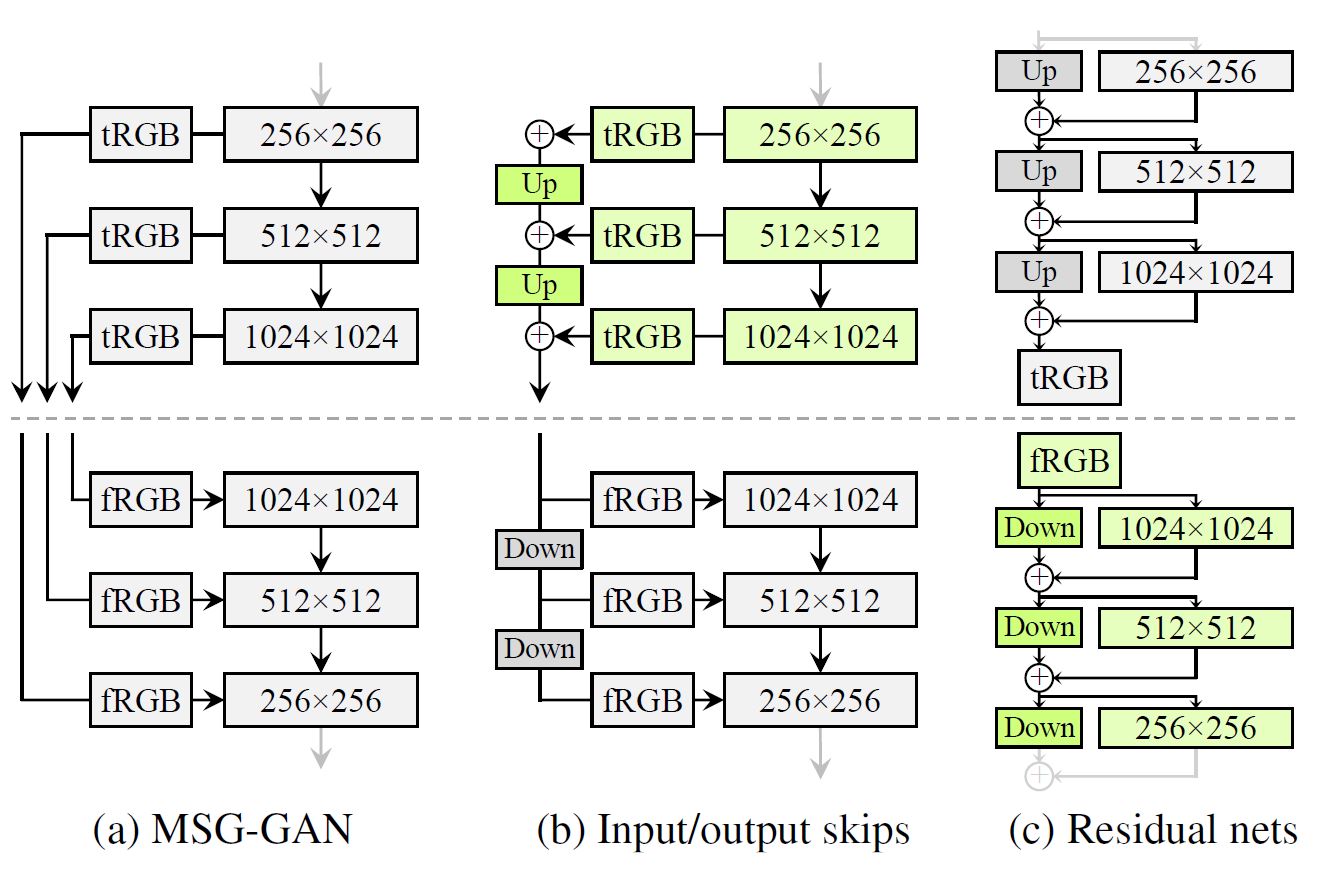 tRGB 256×256
tRGB 512×512
tRGB 1024×1024
fRGB 1024×1024
fRGB 512×512
fRGB 256×256
(a) MSG-GAN
+ tRGB 256×256
Up
+ tRGB 512×512
Up
+ tRGB 1024×1024
fRGB 1024×1024
Down
fRGB 512×512
Down
fRGB 256×256
(b) Input/output skips
Up 256×256
+
Up 512×512
+
Up 1024×1024
+
tRGB
fRGB
Down 1024×1024
+
Down 512×512
+
Down 256×256
+
(c) Residual nets